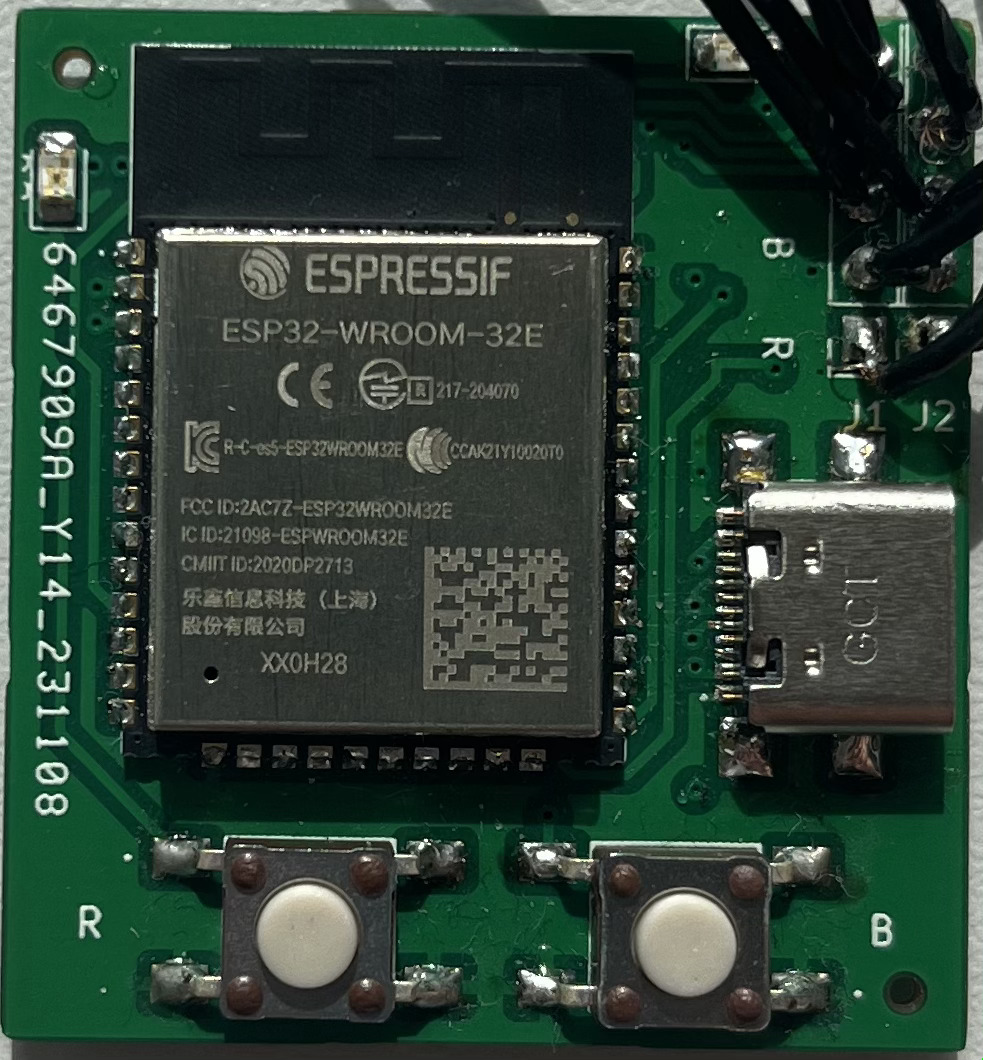 ESPRESSIF
ESP32-WROOM-32E
CE R 217-204070
R-C-es5-ESP32WROOM32E CCAK21Y10020T0
FCC ID:2AC7Z-ESP32WROOM32E
IC ID:21098-ESPWROOM32E
CMIIT ID:2020DP2713
乐鑫信息科技（上海）
股份有限公司
XX0H28
6467909A_Y14_231108
B
R
J1 J2
GCT
R
B